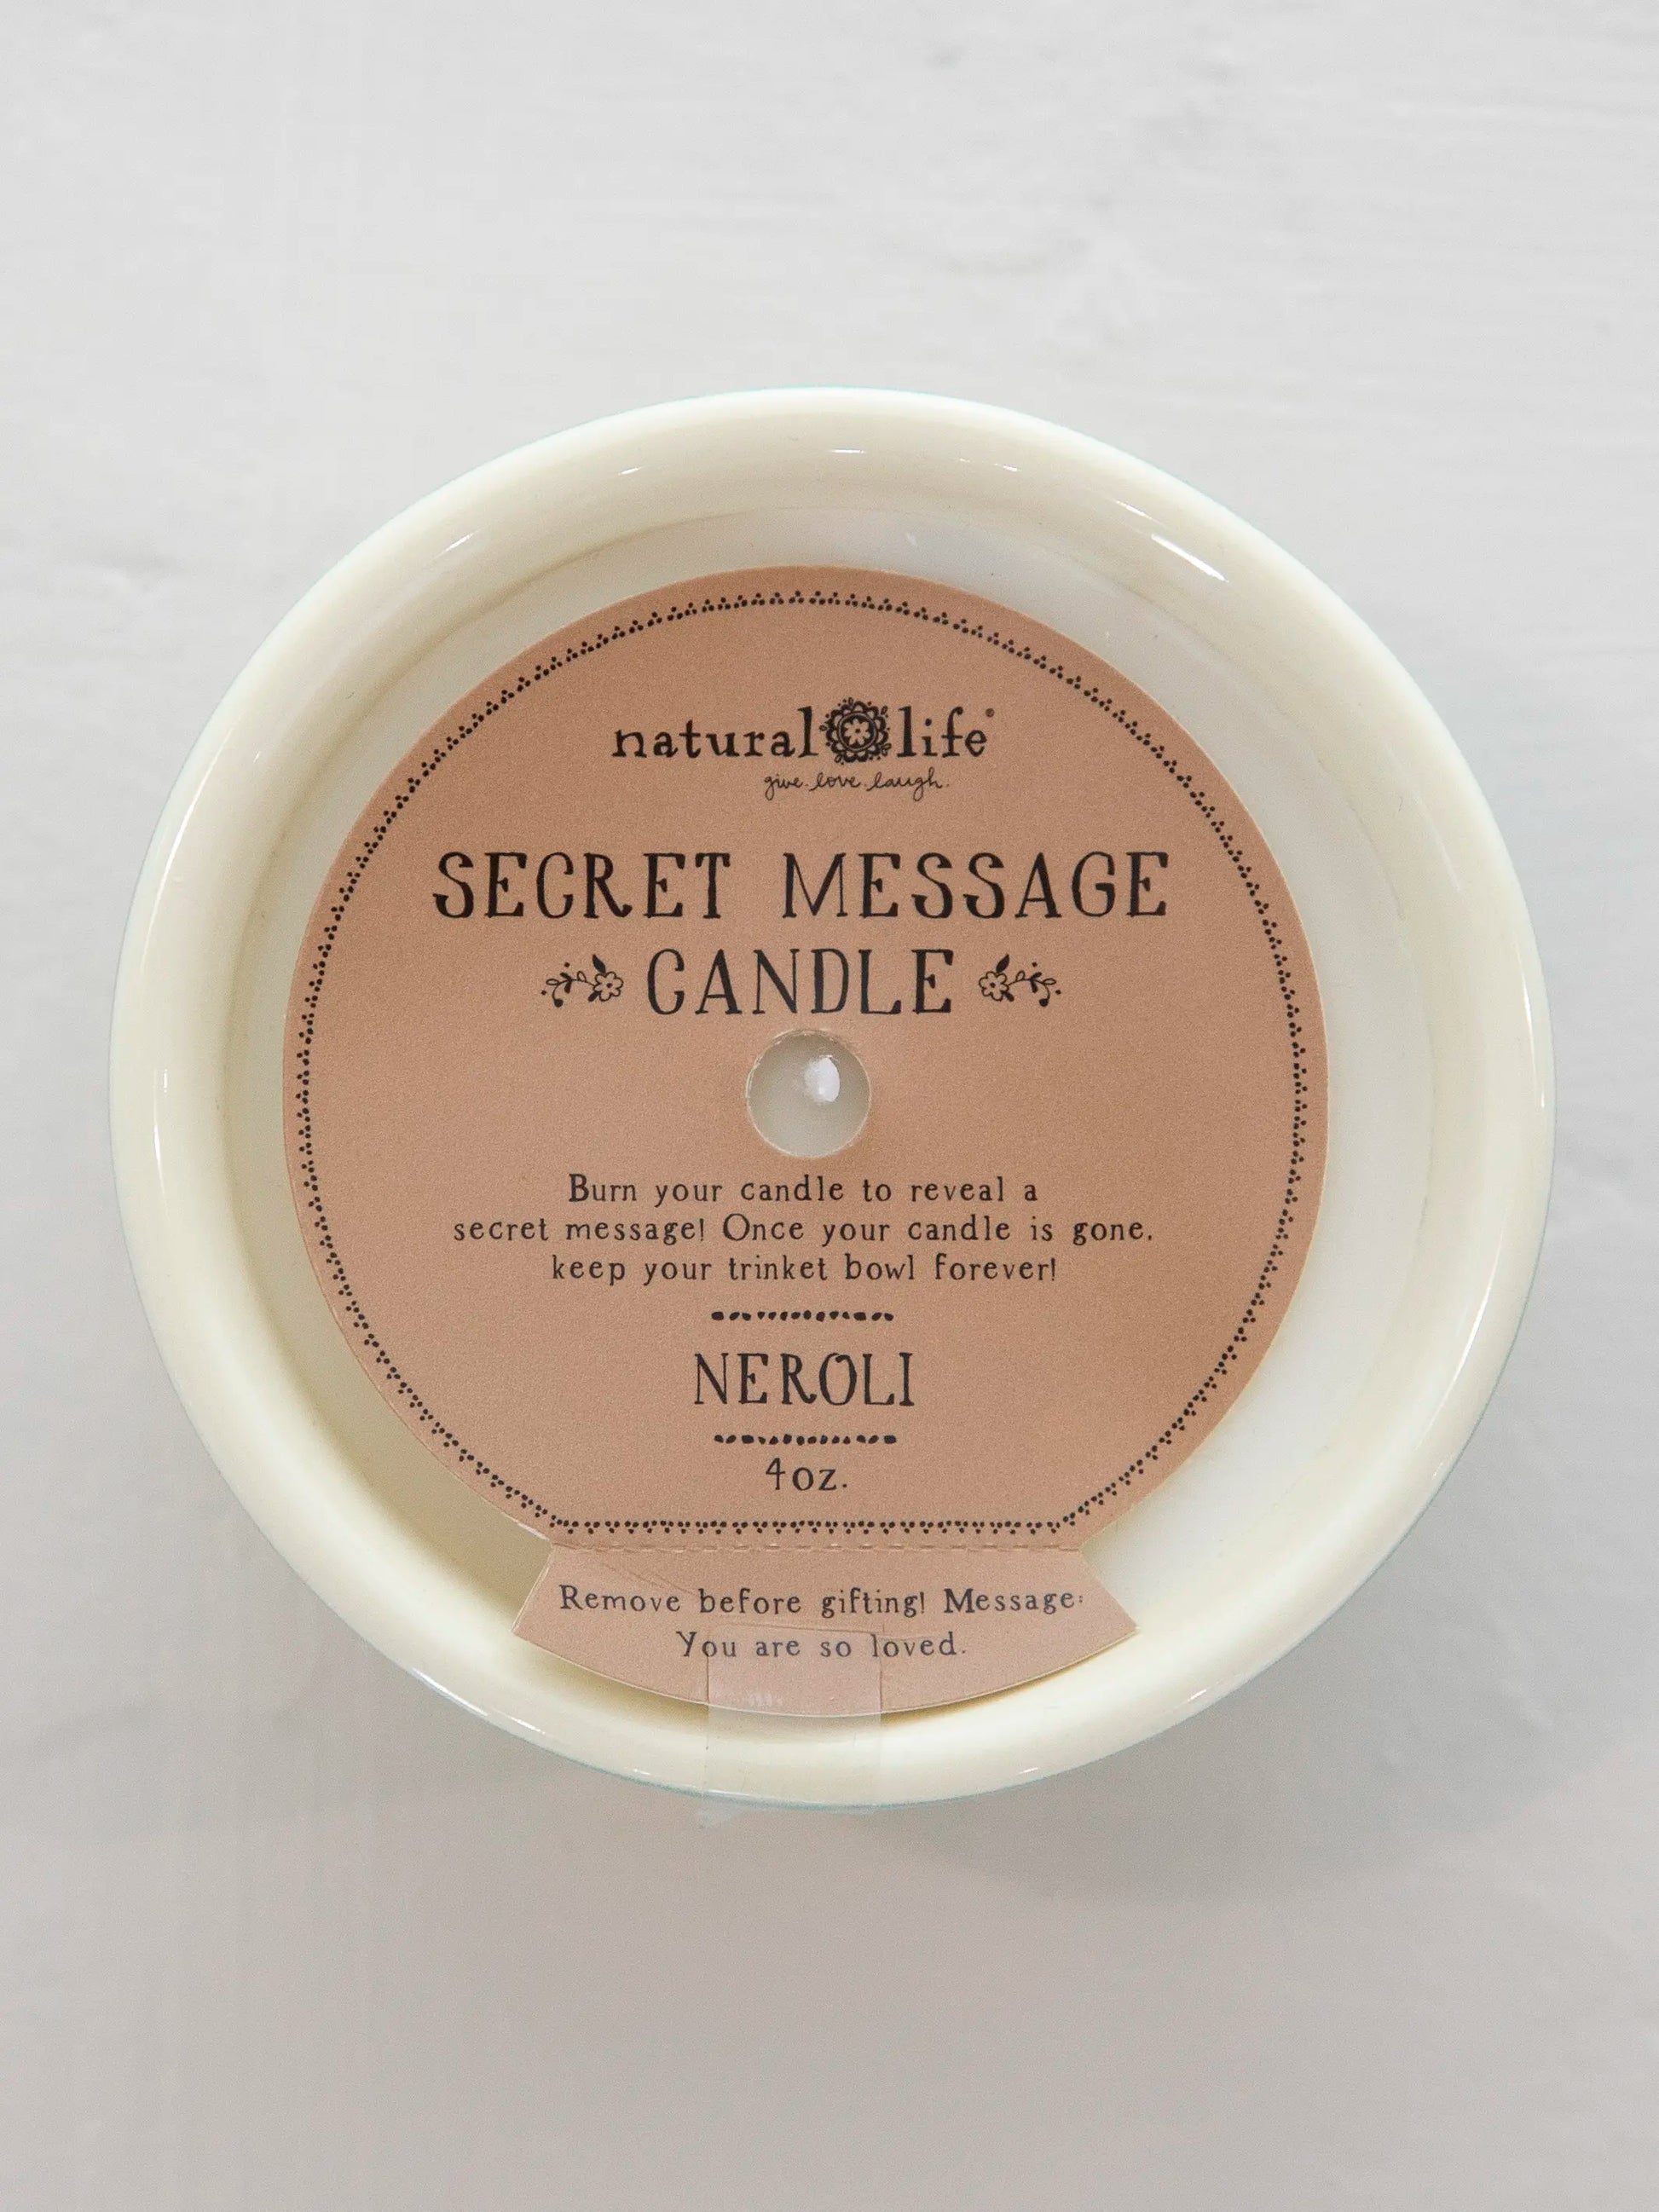 natural life®
give.love.laugh.
SECRET MESSAGE
CANDLE
Burn your candle to reveal a
secret message! Once your candle is gone,
keep your trinket bowl forever!
NEROLI
4oz.
Remove before gifting! Message:
You are so loved.